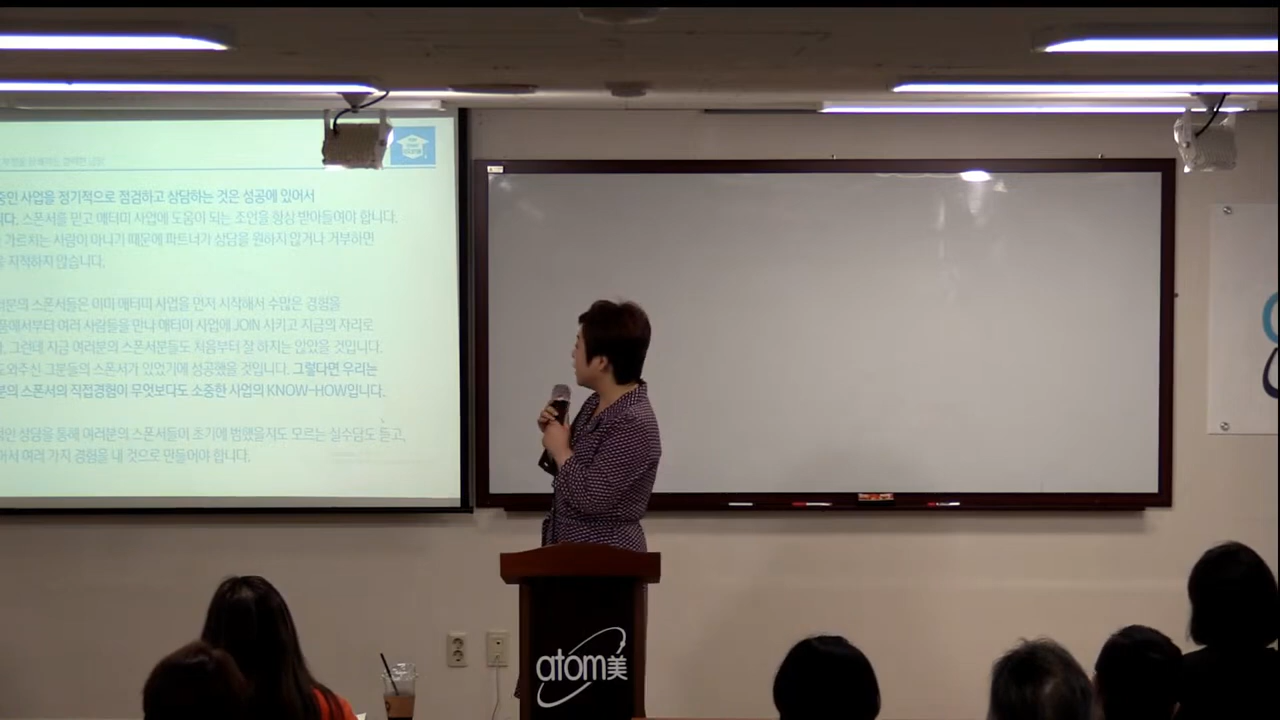 중인 사업을 정기적으로 점검하고 상담하는 것은 성공에 있어서
니다. 스폰서를 믿고 애터미 사업에 도움이 되는 조언을 항상 받아들여야 합니다.
가르치는 사람이 아니기 때문에 파트너가 상담을 원하지 않거나 거부하면
지적하지 않습니다.
분의 스폰서들은 이미 애터미 사업을 먼저 시작해서 수많은 경험을
음에서부터 여러 사람들을 만나 애터미 사업에 JOIN 시키고 지금의 자리로
그런데 지금 여러분의 스폰서분들도 처음부터 잘 하지는 않았을 것입니다.
도와주신 그분들의 스폰서가 있었기에 성공했을 것입니다. 그렇다면 우리는
분의 스폰서의 직접경험이 무엇보다도 소중한 사업의 KNOW-HOW입니다.
적인 상담을 통해 여러분의 스폰서들이 초기에 범했을지도 모르는 실수담도 듣고,
어서 여러 가지 경험을 내 것으로 만들어야 합니다.
atom美